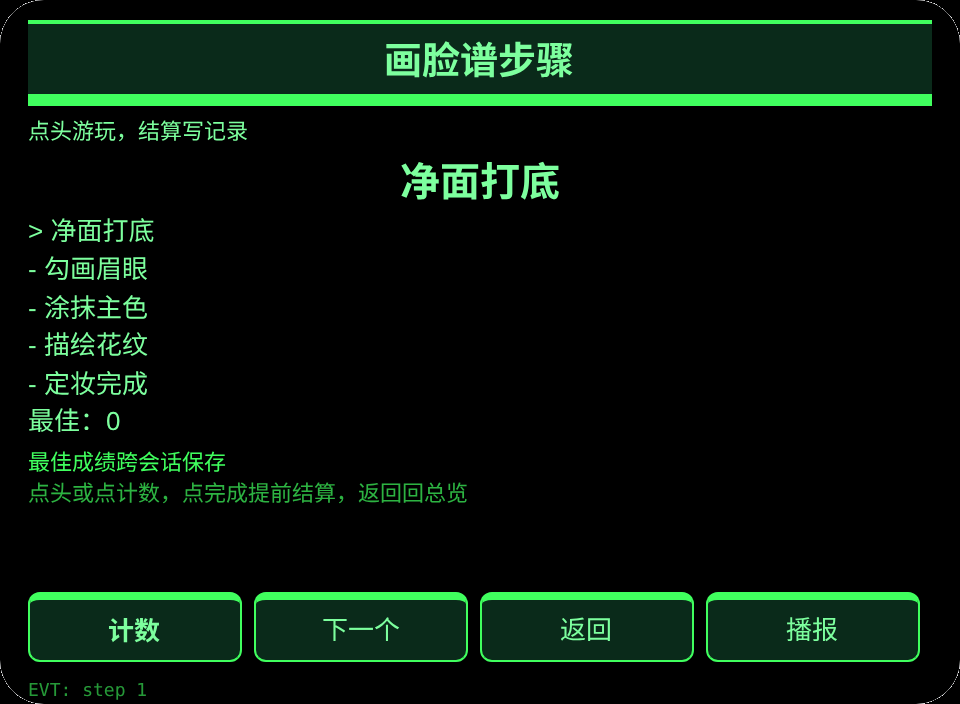 画脸谱步骤
点头游玩，结算写记录
净面打底
> 净面打底
- 勾画眉眼
- 涂抹主色
- 描绘花纹
- 定妆完成
最佳：0
最佳成绩跨会话保存
点头或点计数，点完成提前结算，返回回总览
计数
下一个
返回
播报
EVT: step 1